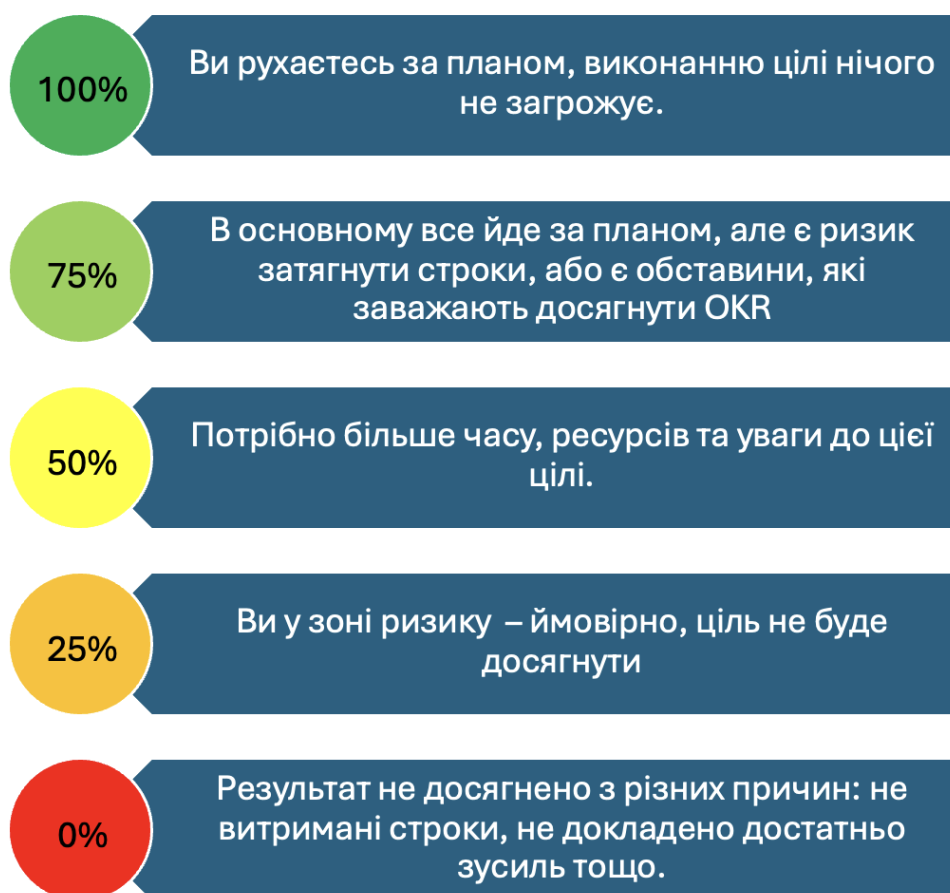 100%
Ви рухаєтесь за планом, виконанню цілі нічого
не загрожує.
75%
В основному все йде за планом, але є ризик
затягнути строки, або є обставини, які
заважають досягнути OKR
50%
Потрібно більше часу, ресурсів та уваги до цієї
цілі.
25%
Ви у зоні ризику – ймовірно, ціль не буде
досягнути
0%
Результат не досягнено з різних причин: не
витримані строки, не докладено достатньо
зусиль тощо.